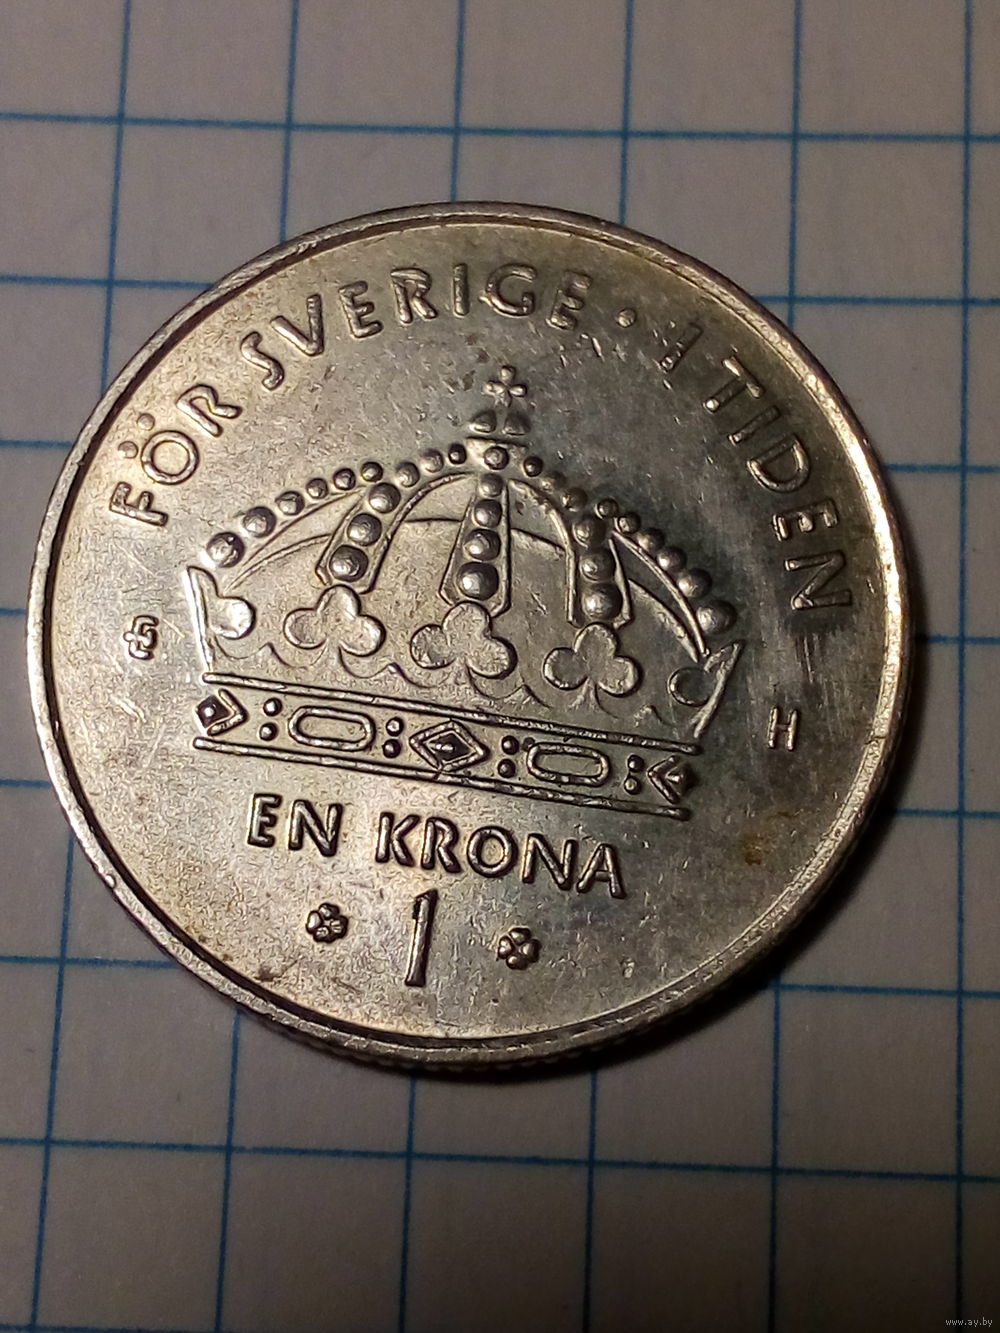 FÖR SVERIGE · I TIDEN
H
EN KRONA
1
www.ay.by